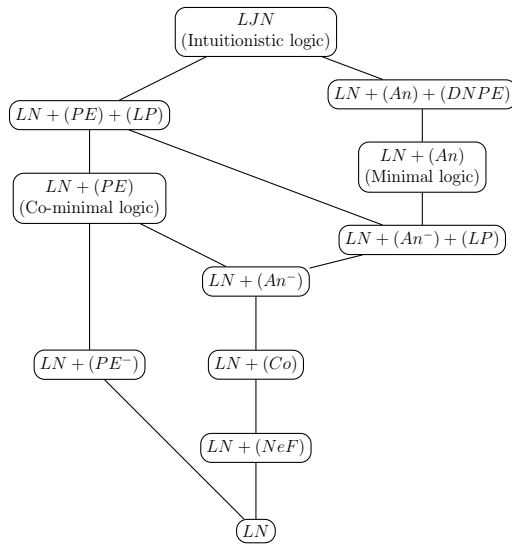 LJN
(Intuitionistic logic)
LN + (PE) + (LP)
LN + (An) + (DNPE)
LN + (An)
(Minimal logic)
LN + (PE)
(Co-minimal logic)
LN + (An⁻) + (LP)
LN + (An⁻)
LN + (PE⁻)
LN + (Co)
LN + (NeF)
LN